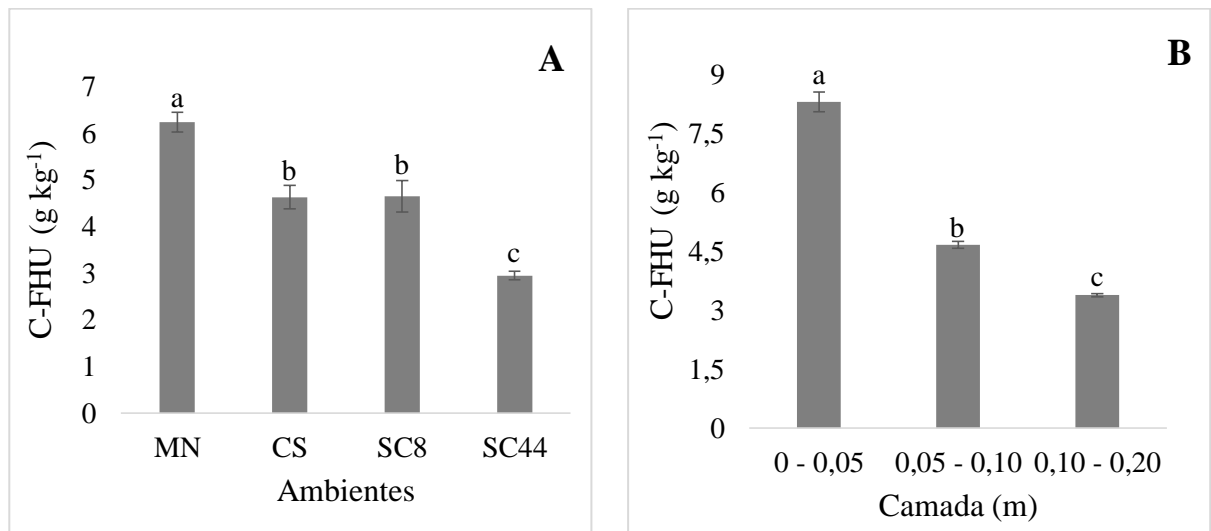 A
C-FHU (g kg-1)
7
6
5
4
3
2
1
0
a
b
b
c
MN CS SC8 SC44
Ambientes
B
C-FHU (g kg-1)
9
7,5
6
4,5
3
1,5
0
a
b
c
0 - 0,05 0,05 - 0,10 0,10 - 0,20
Camada (m)